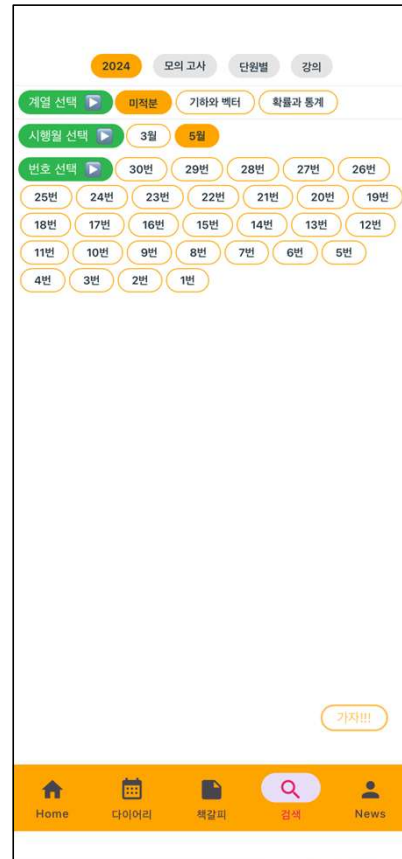 2024 모의 고사 단원별 강의
계열 선택 미적분 기하와 벡터 확률과 통계
시행월 선택 3월 5월
번호 선택 30번 29번 28번 27번 26번
25번 24번 23번 22번 21번 20번 19번
18번 17번 16번 15번 14번 13번 12번
11번 10번 9번 8번 7번 6번 5번
4번 3번 2번 1번
가자!!!
Home 다이어리 책갈피 검색 News